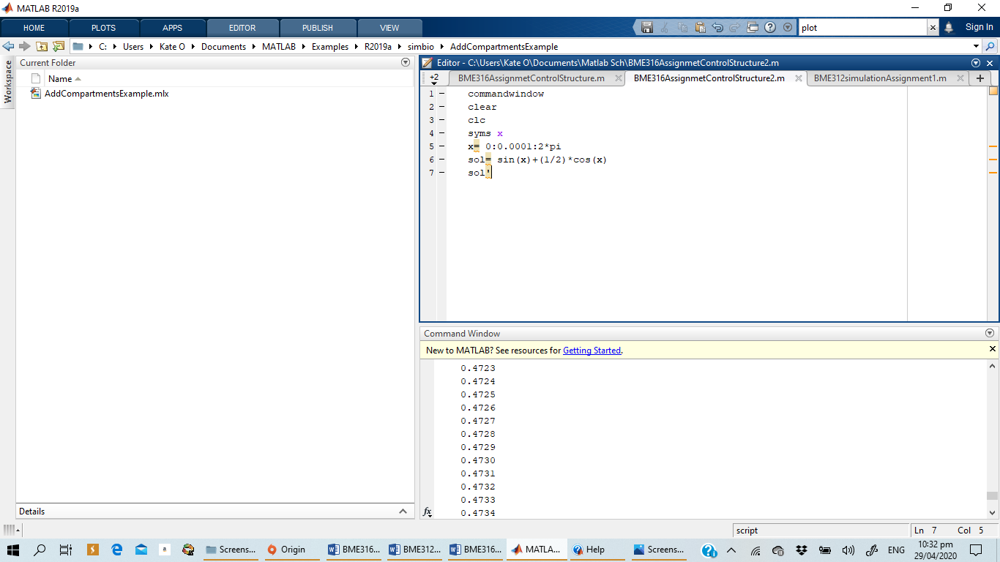 MATLAB R2019a
HOME PLOTS APPS EDITOR PUBLISH VIEW plot Sign In
C: Users Kate O Documents MATLAB Examples R2019a simbio AddCompartmentsExample
Workspace
Current Folder
Name
AddCompartmentsExample.mlx
Details
Editor - C:\Users\Kate O\Documents\Matlab Sch\BME316AssignmetControlStructure2.m
+2 BME316AssignmetControlStructure.m BME316AssignmetControlStructure2.m BME312simulationAssignment1.m +
1 – commandwindow
2 – clear
3 – clc
4 – syms x
5 – x= 0:0.0001:2*pi
6 – sol= sin(x)+(1/2)*cos(x)
7 – sol'
Command Window
New to MATLAB? See resources for Getting Started.
0.4723
0.4724
0.4725
0.4726
0.4727
0.4728
0.4729
0.4730
0.4731
0.4732
0.4733
fx 0.4734
script Ln 7 Col 5
Screens... Origin BME316... BME312... BME316... MATLA... Help Screens... ENG 10:32 pm
29/04/2020